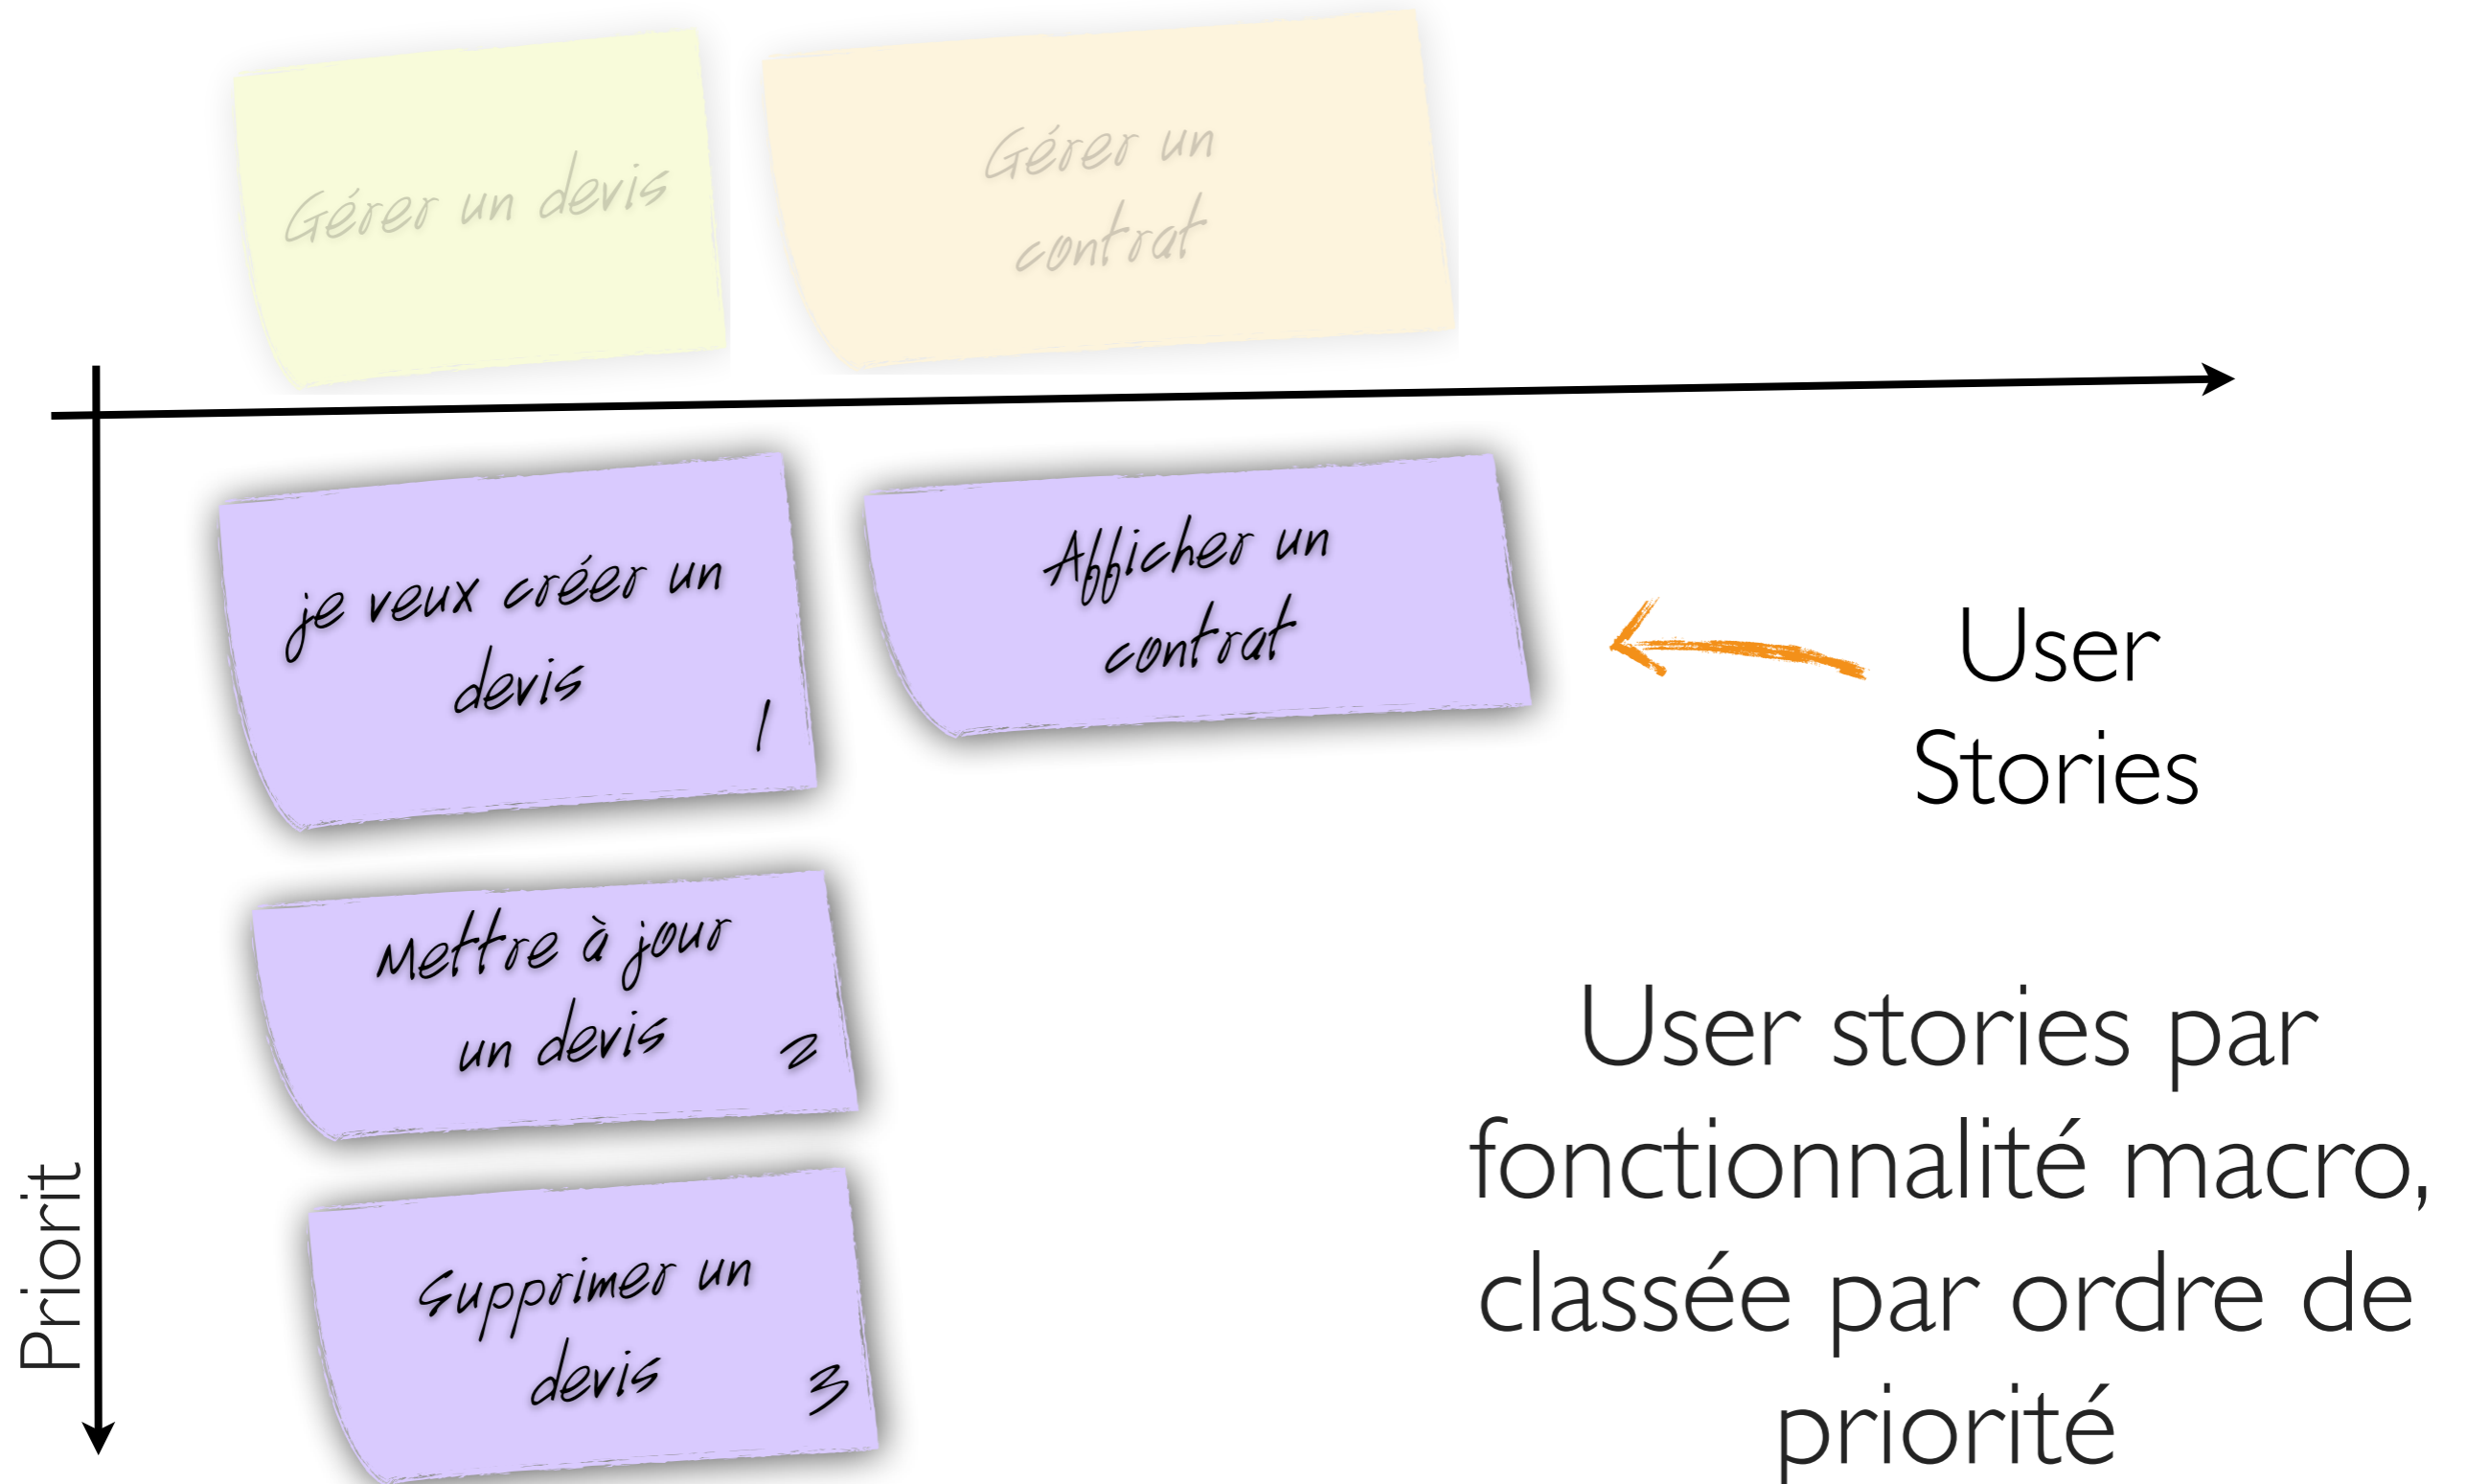 Gérer un devis
Gérer un
contrat
je veux créer un
devis
1
Afficher un
contrat
User
Stories
Mettre à jour
un devis
2
Supprimer un
devis
3
Priorit
User stories par
fonctionnalité macro,
classée par ordre de
priorité